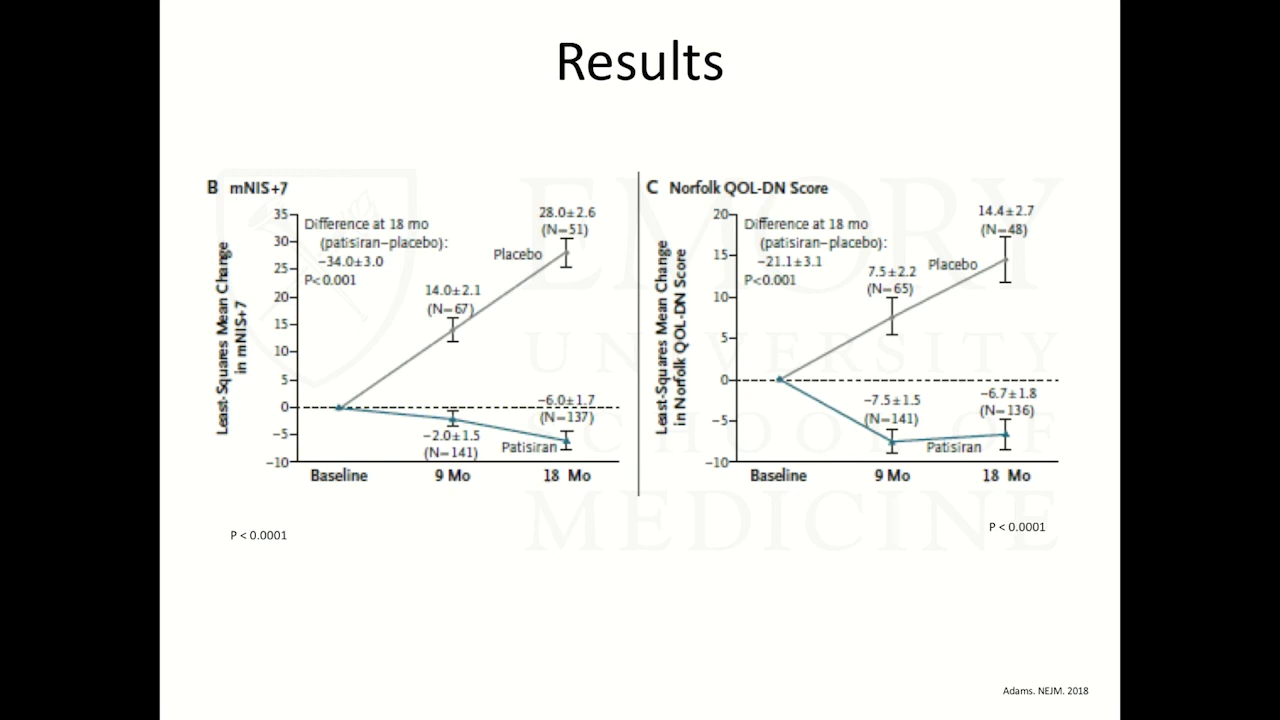 Results
B mNIS+7
Least-Squares Mean Change
in mNIS+7
35
30
25
20
15
10
5
0
−5
−10
Difference at 18 mo
(patisiran–placebo):
−34.0±3.0
P<0.001
28.0±2.6
(N=51)
Placebo
14.0±2.1
(N=67)
−6.0±1.7
(N=137)
−2.0±1.5
(N=141)
Patisiran
Baseline
9 Mo
18 Mo
P < 0.0001
C Norfolk QOL-DN Score
Least-Squares Mean Change
in Norfolk QOL-DN Score
20
15
10
5
0
−5
−10
Difference at 18 mo
(patisiran–placebo):
−21.1±3.1
P<0.001
14.4±2.7
(N=48)
Placebo
7.5±2.2
(N=65)
−7.5±1.5
(N=141)
−6.7±1.8
(N=136)
Patisiran
Baseline
9 Mo
18 Mo
P < 0.0001
EMORY
UNIVERSITY
SCHOOL OF
MEDICINE
Adams. NEJM. 2018